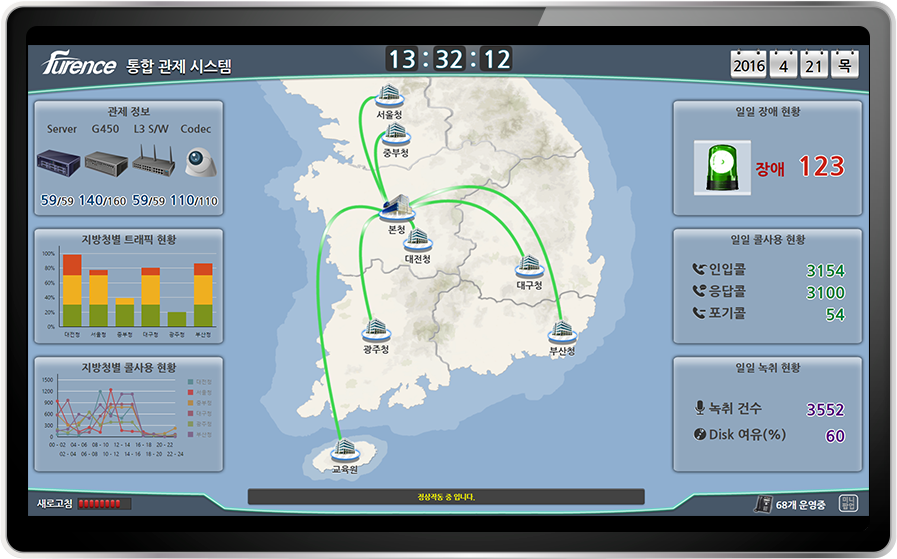 Furence 통합 관제 시스템
13:32:12
2016 4 21 목
관제 정보
Server G450 L3 S/W Codec
59/59 140/160 59/59 110/110
지방청별 트래픽 현황
100%
80%
60%
40%
20%
0%
대전청 서울청 중부청 대구청 광주청 부산청
지방청별 콜사용 현황
1500
1200
900
600
300
0
00 - 02 04 - 06 08 - 10 12 - 14 16 - 18 20 - 22
02 - 04 06 - 08 10 - 12 14 - 16 18 - 20 22 - 24
대전청
서울청
중부청
대구청
광주청
부산청
서울청
중부청
본청
대전청
대구청
광주청
부산청
교육원
일일 장애 현황
장애 123
일일 콜사용 현황
인입콜 3154
응답콜 3100
포기콜 54
일일 녹취 현황
녹취 건수 3552
Disk 여유(%) 60
새로고침
정상작동 중 입니다.
68개 운영중
미니
팝업